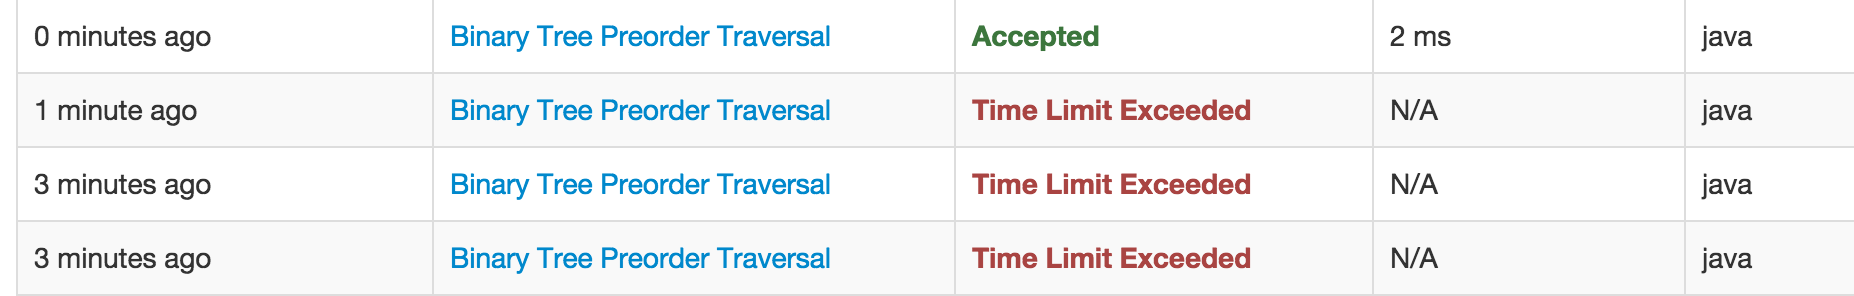 0 minutes ago Binary Tree Preorder Traversal Accepted 2 ms java
1 minute ago Binary Tree Preorder Traversal Time Limit Exceeded N/A java
3 minutes ago Binary Tree Preorder Traversal Time Limit Exceeded N/A java
3 minutes ago Binary Tree Preorder Traversal Time Limit Exceeded N/A java